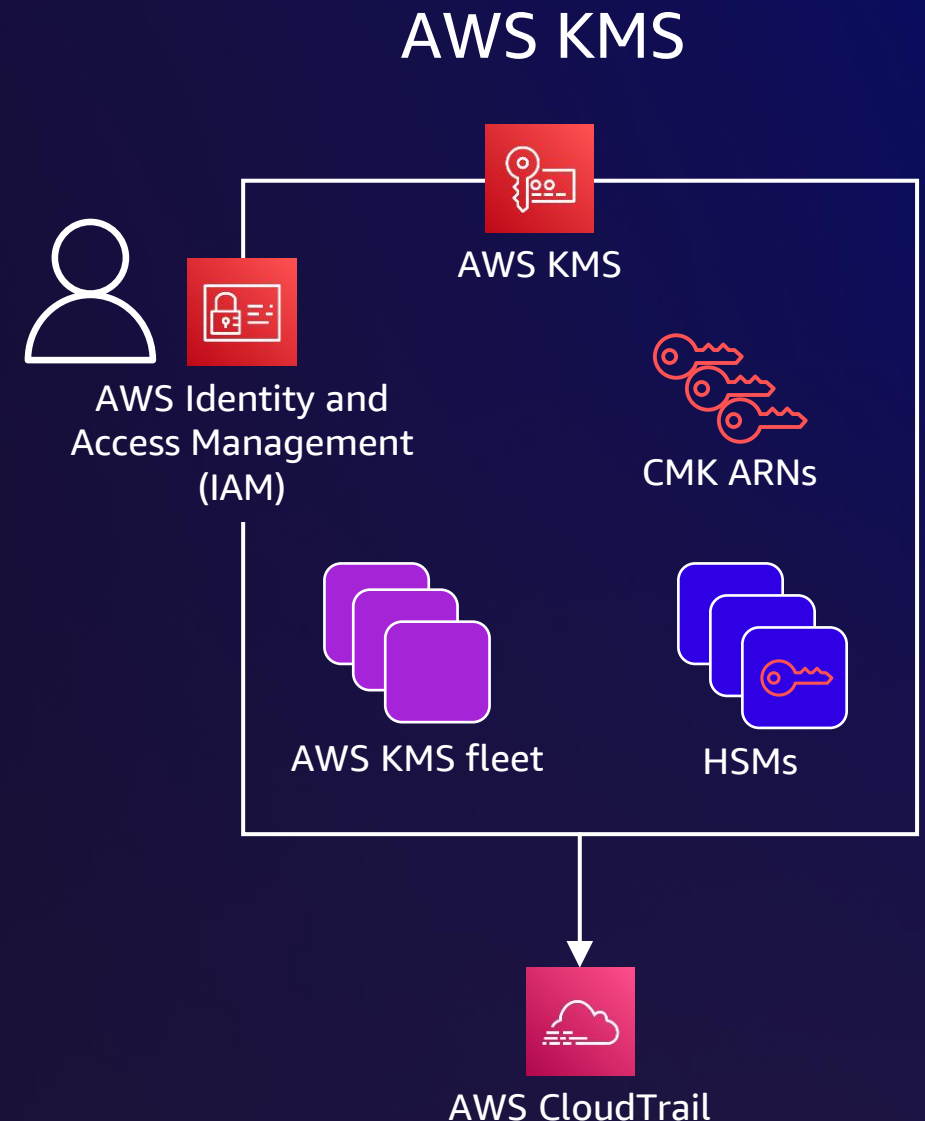 AWS KMS
AWS KMS
AWS Identity and
Access Management
(IAM)
CMK ARNs
AWS KMS fleet
HSMs
AWS CloudTrail